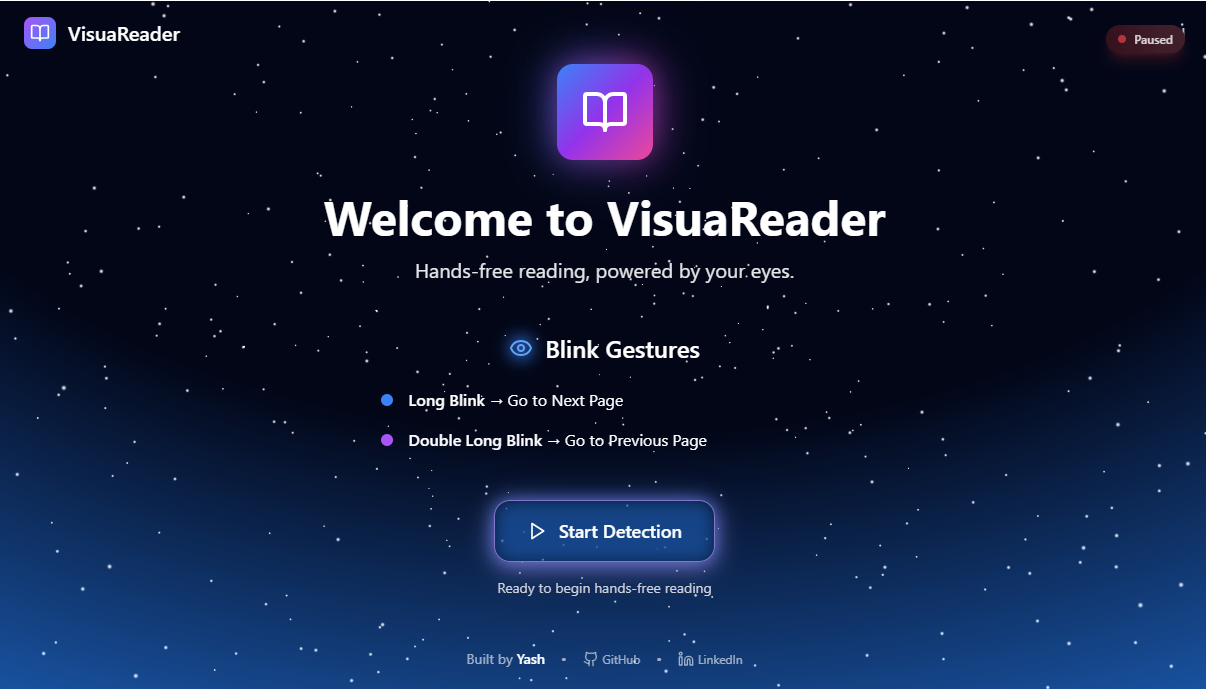 VisuaReader
Paused
Welcome to VisuaReader
Hands-free reading, powered by your eyes.
Blink Gestures
Long Blink → Go to Next Page
Double Long Blink → Go to Previous Page
Start Detection
Ready to begin hands-free reading
Built by Yash • GitHub • LinkedIn